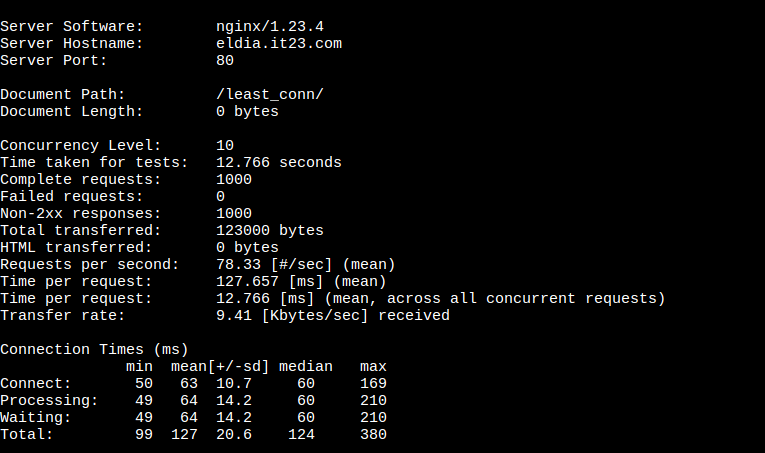 Server Software:        nginx/1.23.4
Server Hostname:        eldia.it23.com
Server Port:            80

Document Path:          /least_conn/
Document Length:        0 bytes

Concurrency Level:      10
Time taken for tests:   12.766 seconds
Complete requests:      1000
Failed requests:        0
Non-2xx responses:      1000
Total transferred:      123000 bytes
HTML transferred:       0 bytes
Requests per second:    78.33 [#/sec] (mean)
Time per request:       127.657 [ms] (mean)
Time per request:       12.766 [ms] (mean, across all concurrent requests)
Transfer rate:          9.41 [Kbytes/sec] received

Connection Times (ms)
              min  mean[+/-sd] median   max
Connect:       50   63  10.7     60     169
Processing:    49   64  14.2     60     210
Waiting:       49   64  14.2     60     210
Total:         99  127  20.6    124     380